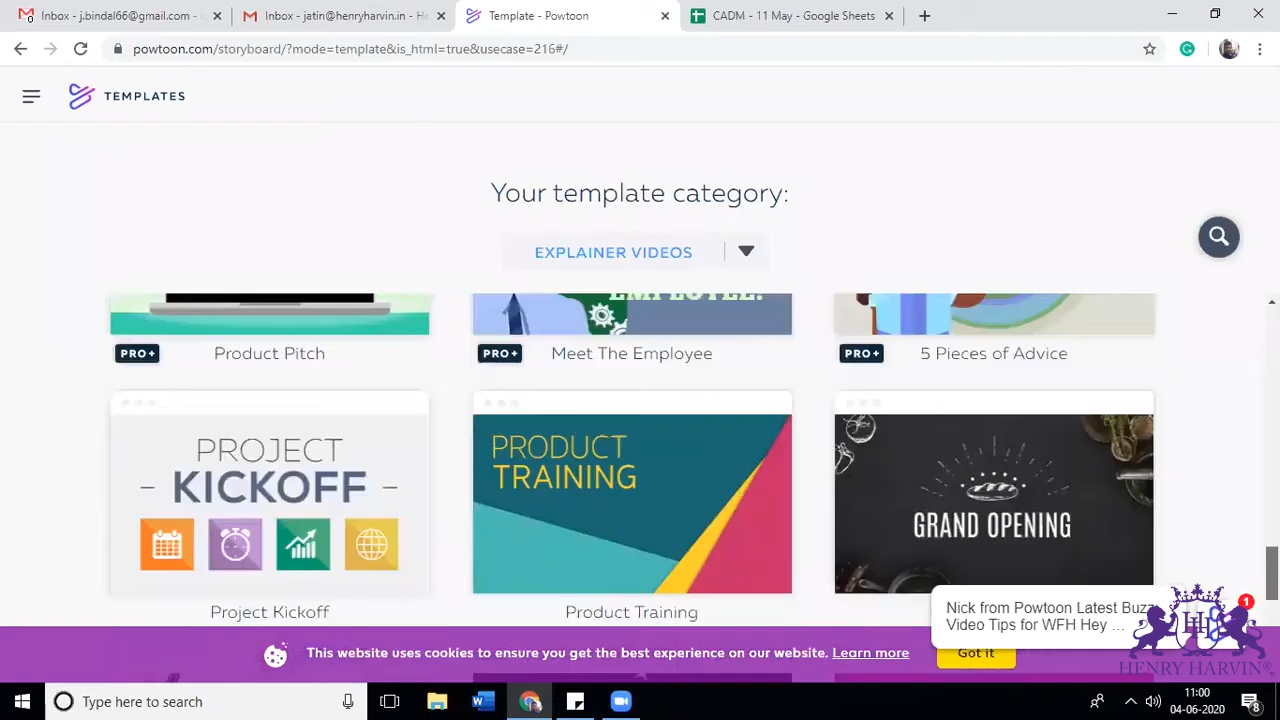 Inbox - j.bindal66@gmail.com -
Inbox - jatin@henryharvin.in - H
Template - Powtoon
CADM - 11 May - Google Sheets
powtoon.com/storyboard/?mode=template&is_html=true&usecase=216#/
TEMPLATES
Your template category:
EXPLAINER VIDEOS
EMPLOYEE.
PRO+ Product Pitch
PRO+ Meet The Employee
PRO+ 5 Pieces of Advice
PROJECT
- KICKOFF -
PRODUCT
TRAINING
GRAND OPENING
Project Kickoff
Product Training
Nick from Powtoon Latest Buzz
Video Tips for WFH Hey ...
1
HH
HENRY HARVIN®
This website uses cookies to ensure you get the best experience on our website. Learn more
Got it
Type here to search
11:00
04-06-2020
8